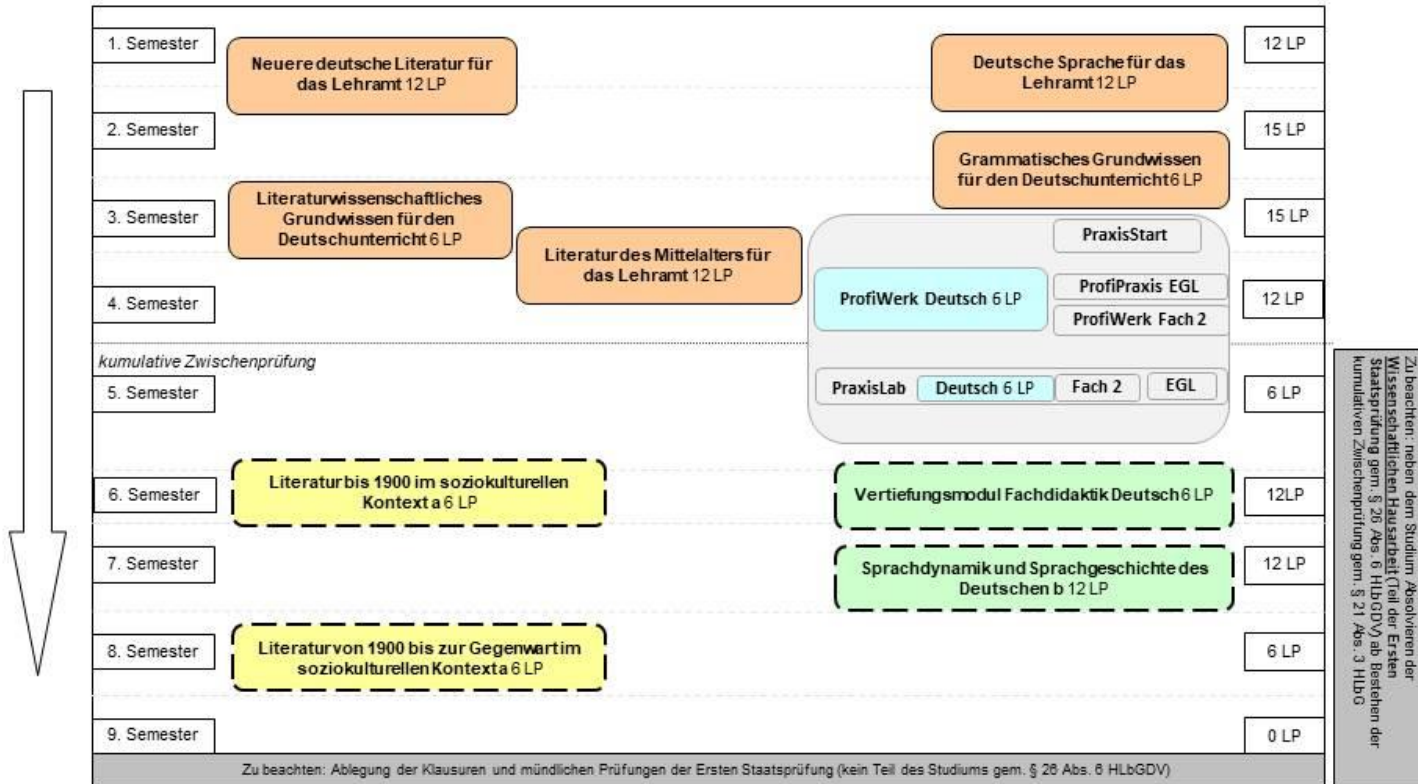 1. Semester
Neuere deutsche Literatur für
das Lehramt 12 LP
Deutsche Sprache für das
Lehramt 12 LP
12 LP
2. Semester
Grammatisches Grundwissen
für den Deutschunterricht 6 LP
15 LP
3. Semester
Literaturwissenschaftliches
Grundwissen für den
Deutschunterricht 6 LP
Literatur des Mittelalters für
das Lehramt 12 LP
PraxisStart
15 LP
4. Semester
ProfiWerk Deutsch 6 LP
ProfiPraxis EGL
ProfiWerk Fach 2
12 LP
kumulative Zwischenprüfung
5. Semester
PraxisLab
Deutsch 6 LP
Fach 2
EGL
6 LP
6. Semester
Literatur bis 1900 im soziokulturellen
Kontext a 6 LP
Vertiefungsmodul Fachdidaktik Deutsch 6 LP
12LP
7. Semester
Sprachdynamik und Sprachgeschichte des
Deutschen b 12 LP
12 LP
8. Semester
Literatur von 1900 bis zur Gegenwart im
soziokulturellen Kontext a 6 LP
6 LP
9. Semester
0 LP
Zu beachten: Ablegung der Klausuren und mündlichen Prüfungen der Ersten Staatsprüfung (kein Teil des Studiums gem. § 26 Abs. 6 HLbGDV)
Zu beachten: neben dem Studium Absolvieren der
Wissenschaftlichen Hausarbeit (Teil der Ersten
Staatsprüfung gem. § 26 Abs. 6 HLbGDV) ab Bestehen der
kumulativen Zwischenprüfung gem. § 21 Abs. 3 HLbG